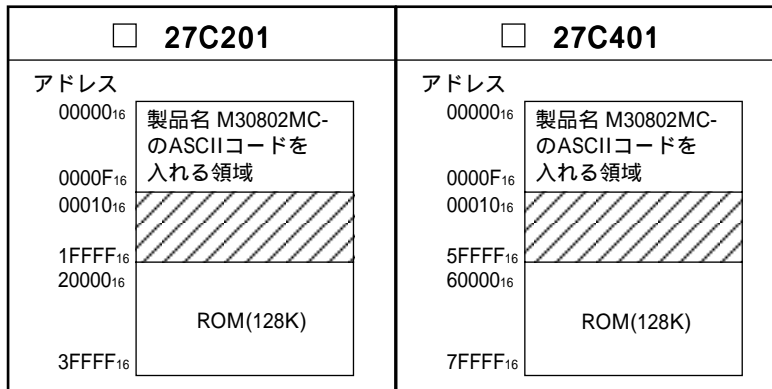 □ 27C201
アドレス
00000₁₆
製品名 M30802MC-
のASCIIコードを
入れる領域
0000F₁₆
00010₁₆
1FFFF₁₆
20000₁₆
ROM(128K)
3FFFF₁₆
□ 27C401
アドレス
00000₁₆
製品名 M30802MC-
のASCIIコードを
入れる領域
0000F₁₆
00010₁₆
5FFFF₁₆
60000₁₆
ROM(128K)
7FFFF₁₆